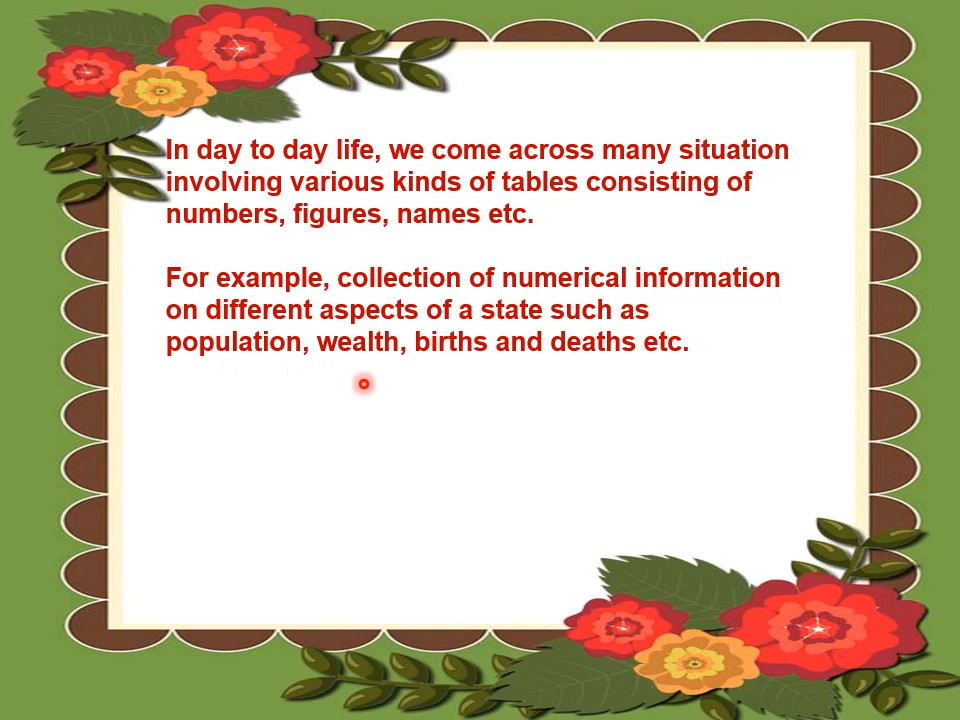 In day to day life, we come across many situation
involving various kinds of tables consisting of
numbers, figures, names etc.
For example, collection of numerical information
on different aspects of a state such as
population, wealth, births and deaths etc.